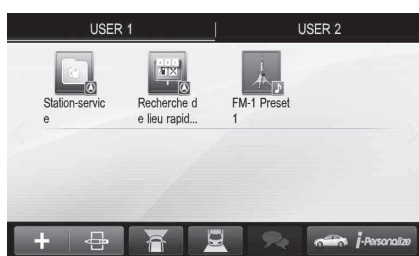 USER 1
USER 2
Station-servic
e
Recherche d
e lieu rapid...
FM-1 Preset
1
i-Personalize